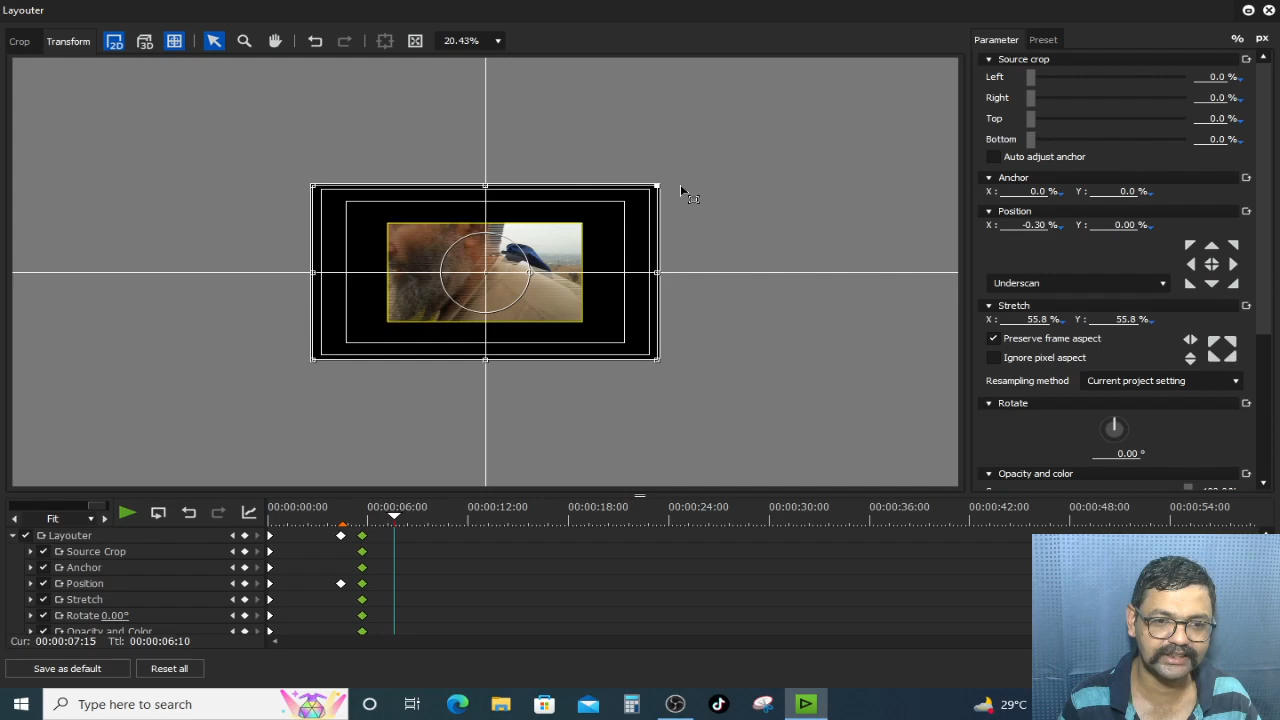 Layouter
Crop Transform 2D 3D 20.43%
Parameter Preset % px
Source crop
Left 0.0 %
Right 0.0 %
Top 0.0 %
Bottom 0.0 %
Auto adjust anchor
Anchor
X : 0.0 % Y : 0.0 %
Position
X : -0.30 % Y : 0.00 %
Underscan
Stretch
X : 55.8 % Y : 55.8 %
Preserve frame aspect
Ignore pixel aspect
Resampling method Current project setting
Rotate
0.00 °
Opacity and color
Fit
00:00:00:00 00:00:06:00 00:00:12:00 00:00:18:00 00:00:24:00 00:00:30:00 00:00:36:00 00:00:42:00 00:00:48:00 00:00:54:00
Layouter
Source Crop
Anchor
Position
Stretch
Rotate 0.00°
Opacity and Color
Cur: 00:00:07:15 Ttl: 00:00:06:10
Save as default Reset all
Type here to search
29°C